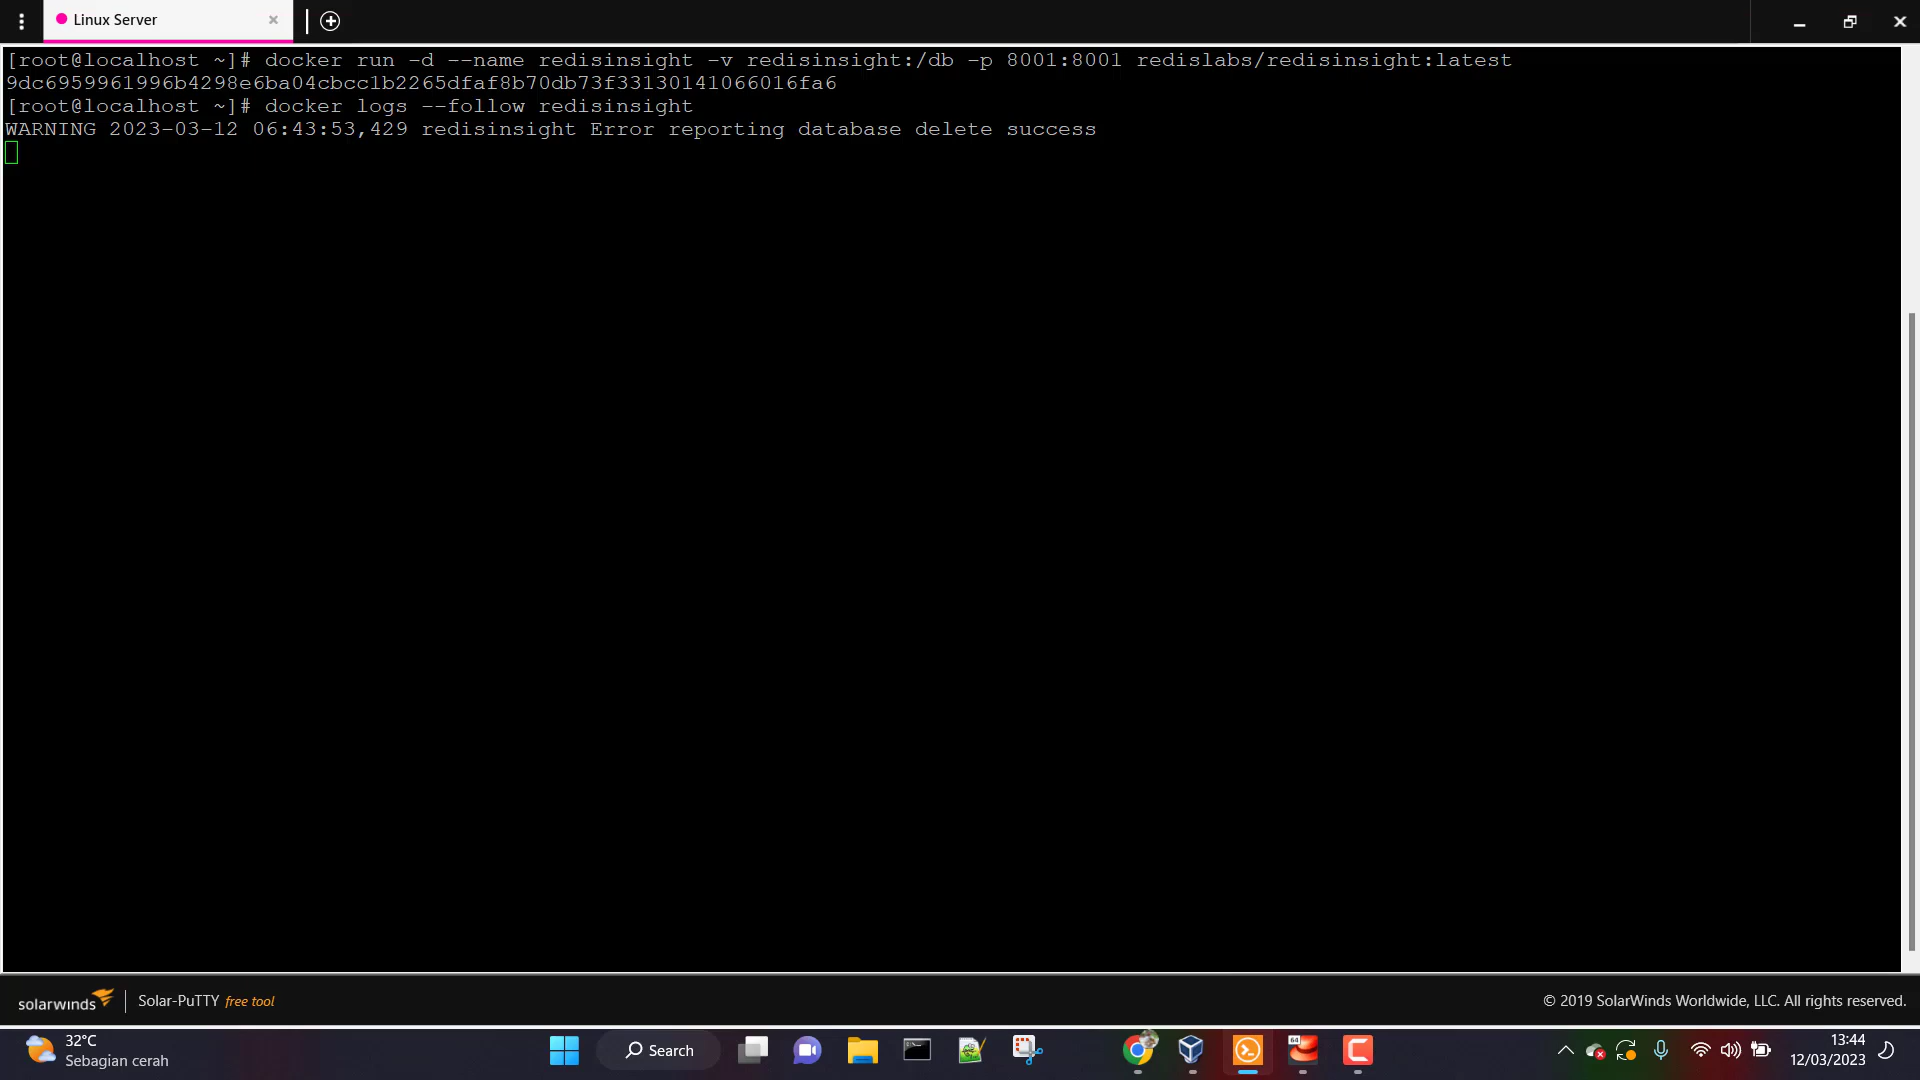 Linux Server
[root@localhost ~]# docker run -d --name redisinsight -v redisinsight:/db -p 8001:8001 redislabs/redisinsight:latest
9dc6959961996b4298e6ba04cbcc1b2265dfaf8b70db73f33130141066016fa6
[root@localhost ~]# docker logs --follow redisinsight
WARNING 2023-03-12 06:43:53,429 redisinsight Error reporting database delete success
solarwinds Solar-PuTTY free tool © 2019 SolarWinds Worldwide, LLC. All rights reserved.
32°C
Sebagian cerah
Search
64
13:44
12/03/2023